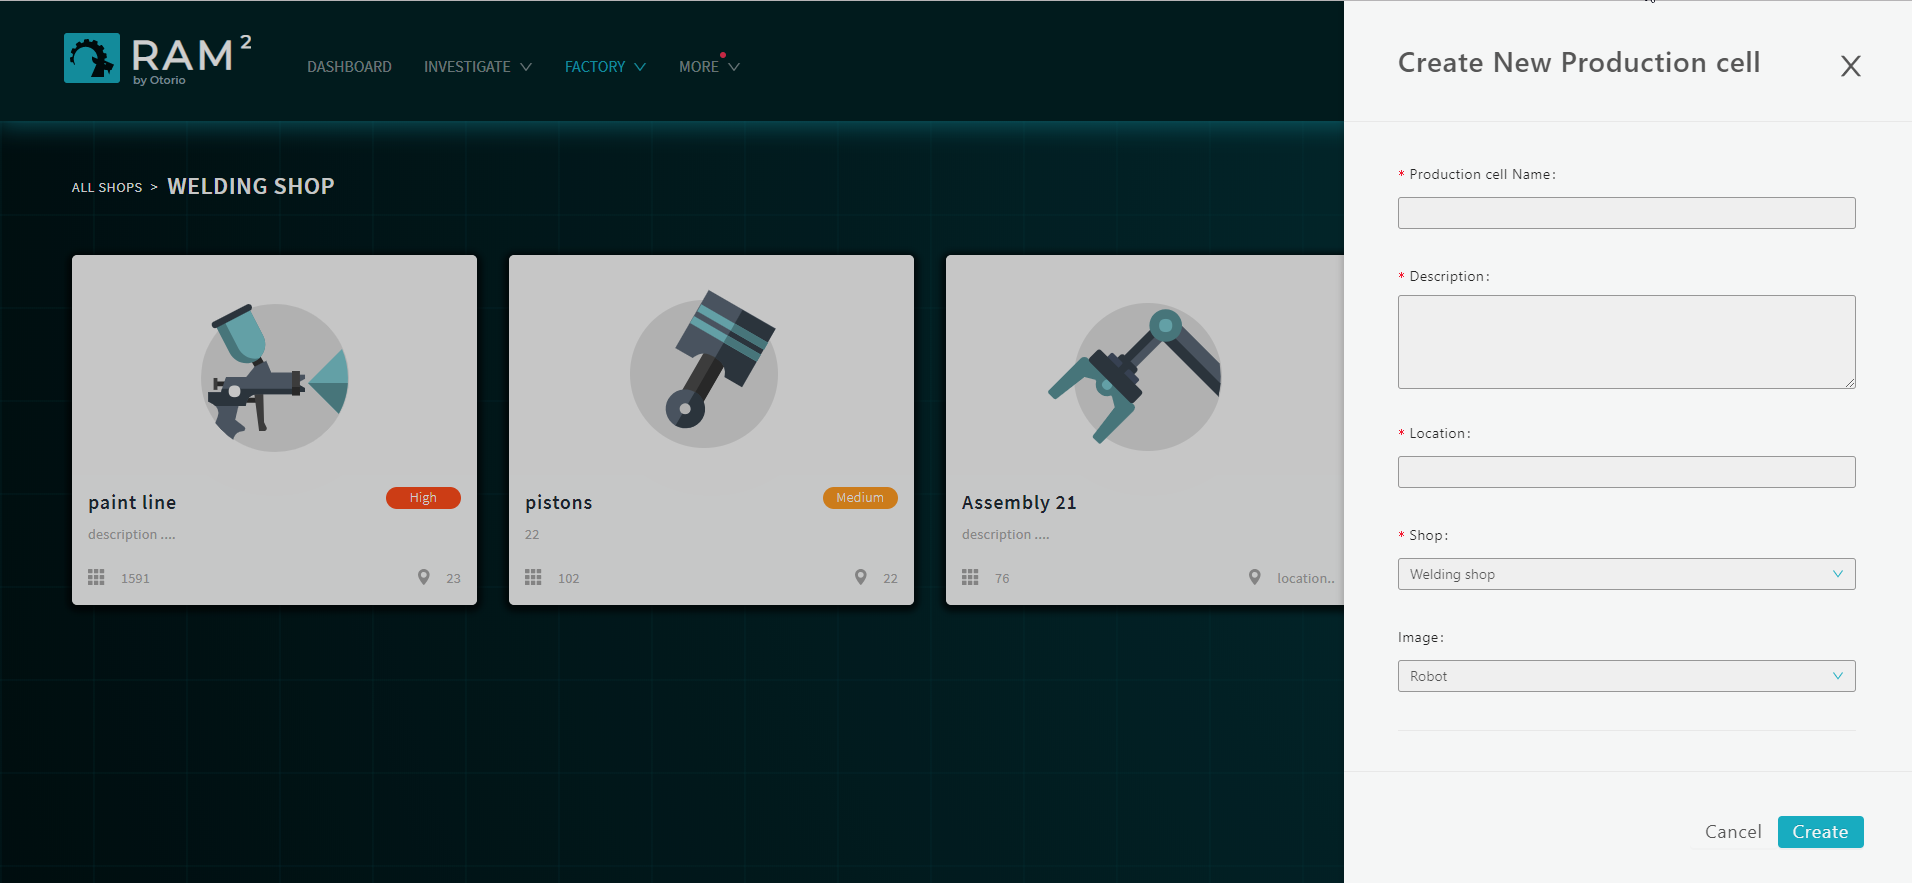 RAM²
by Otorio
DASHBOARD
INVESTIGATE
FACTORY
MORE
ALL SHOPS > WELDING SHOP
paint line
High
description ....
1591
23
pistons
Medium
22
102
22
Assembly 21
description ....
76
location..
Create New Production cell
X
* Production cell Name:
* Description:
* Location:
* Shop:
Welding shop
Image:
Robot
Cancel
Create